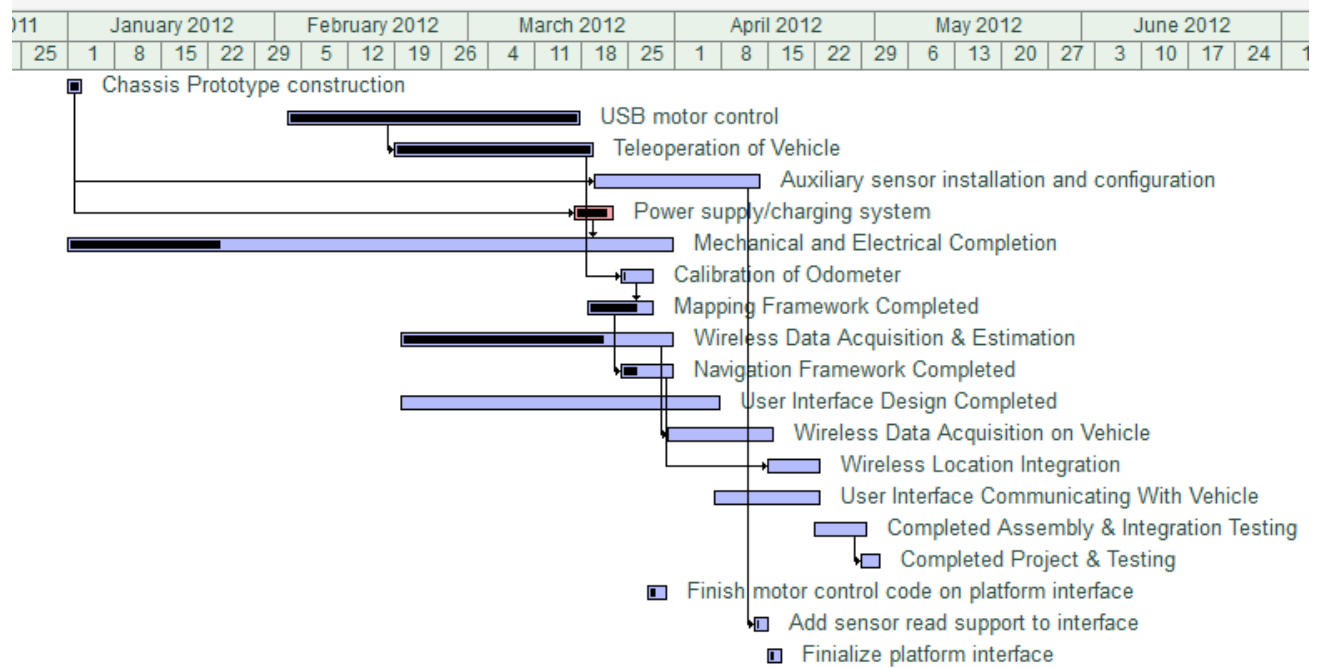 011 January 2012 February 2012 March 2012 April 2012 May 2012 June 2012
25 1 8 15 22 29 5 12 19 26 4 11 18 25 1 8 15 22 29 6 13 20 27 3 10 17 24 1
Chassis Prototype construction
USB motor control
Teleoperation of Vehicle
Auxiliary sensor installation and configuration
Power supply/charging system
Mechanical and Electrical Completion
Calibration of Odometer
Mapping Framework Completed
Wireless Data Acquisition & Estimation
Navigation Framework Completed
User Interface Design Completed
Wireless Data Acquisition on Vehicle
Wireless Location Integration
User Interface Communicating With Vehicle
Completed Assembly & Integration Testing
Completed Project & Testing
Finish motor control code on platform interface
Add sensor read support to interface
Finialize platform interface